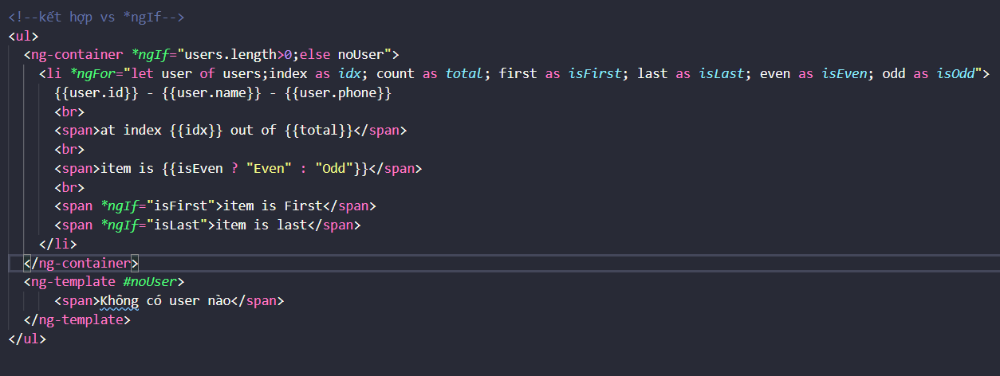 <!--kết hợp vs *ngIf-->
<ul>
<ng-container *ngIf="users.length>0;else noUser">
<li *ngFor="let user of users;index as idx; count as total; first as isFirst; last as isLast; even as isEven; odd as isOdd">
{{user.id}} - {{user.name}} - {{user.phone}}
<br>
<span>at index {{idx}} out of {{total}}</span>
<br>
<span>item is {{isEven ? "Even" : "Odd"}}</span>
<br>
<span *ngIf="isFirst">item is First</span>
<span *ngIf="isLast">item is last</span>
</li>
</ng-container>
<ng-template #noUser>
<span>Không có user nào</span>
</ng-template>
</ul>